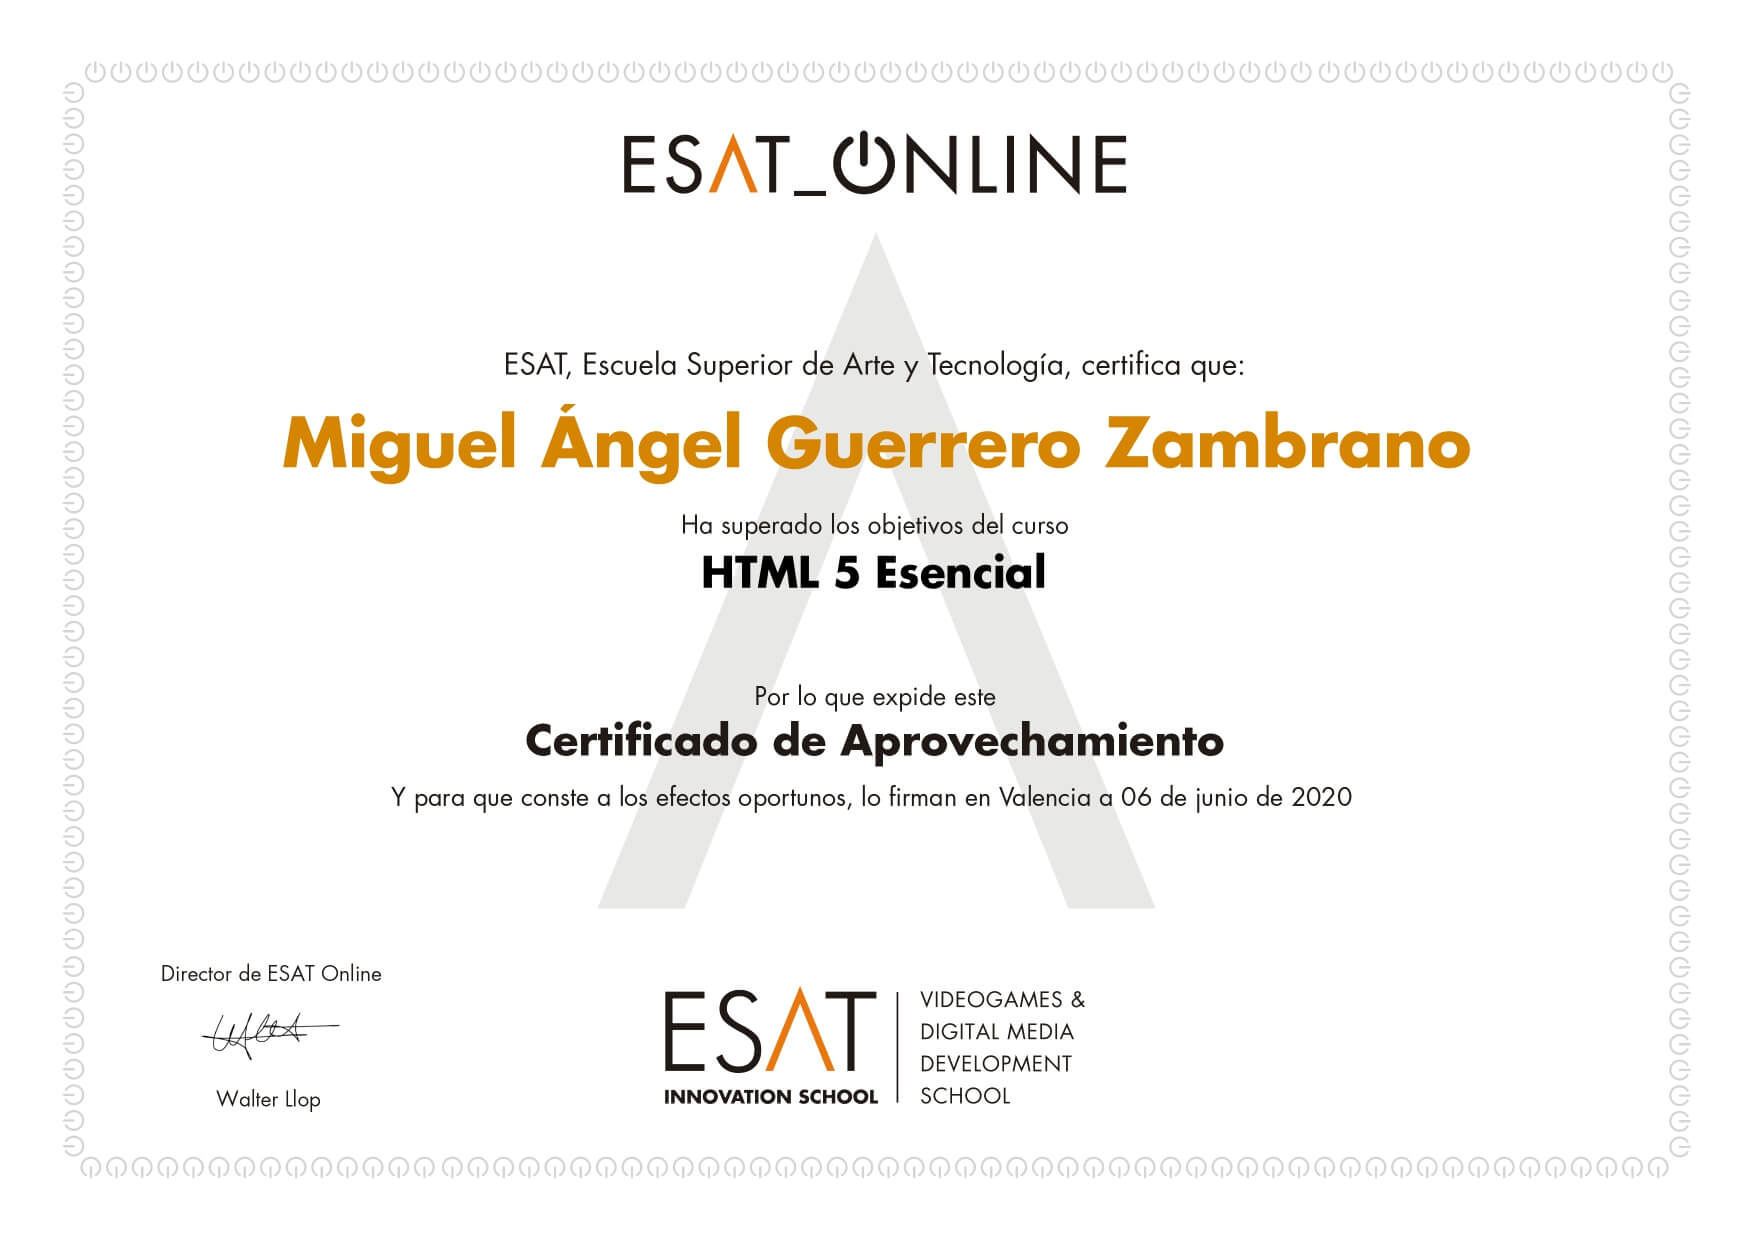 ESAT_ONLINE
ESAT, Escuela Superior de Arte y Tecnología, certifica que:
Miguel Ángel Guerrero Zambrano
Ha superado los objetivos del curso
HTML 5 Esencial
Por lo que expide este
Certificado de Aprovechamiento
Y para que conste a los efectos oportunos, lo firman en Valencia a 06 de junio de 2020
Director de ESAT Online
Walter Llop
ESAT
INNOVATION SCHOOL
VIDEOGAMES &
DIGITAL MEDIA
DEVELOPMENT
SCHOOL